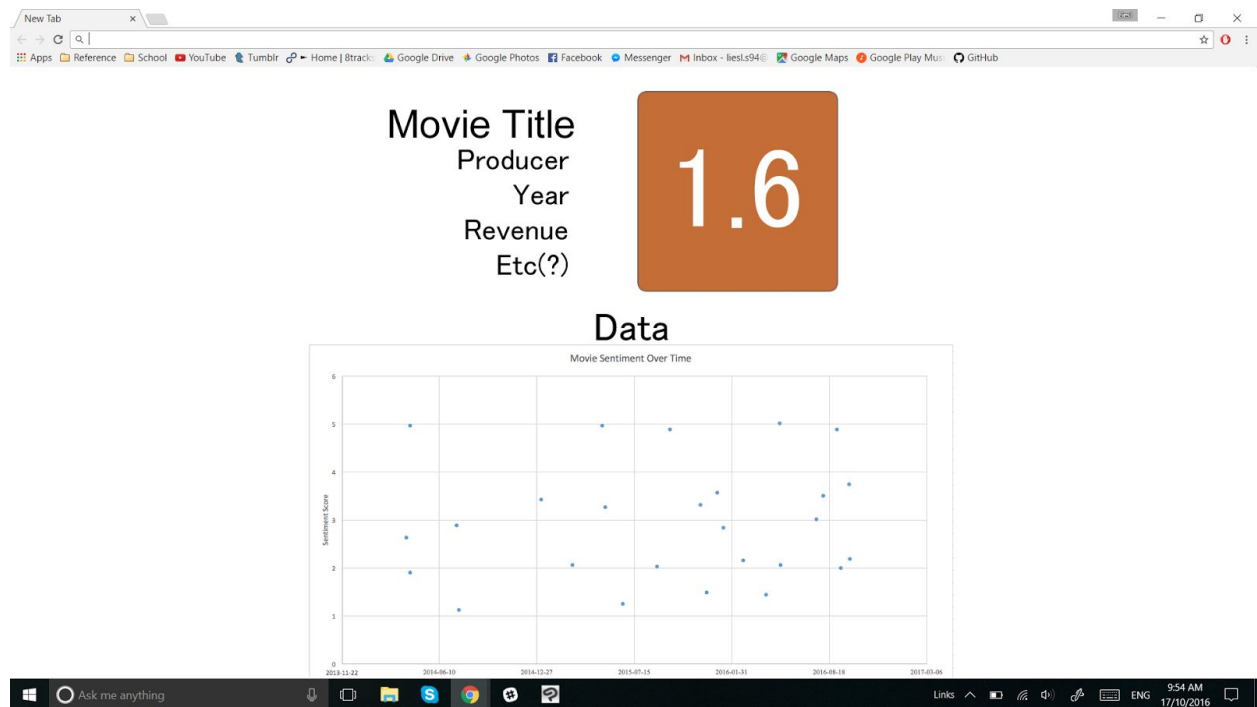 New Tab
Apps Reference School YouTube Tumblr Home | 8tracks Google Drive Google Photos Facebook Messenger Inbox - liesl.s94@ Google Maps Google Play Mus GitHub
Movie Title
Producer
Year
Revenue
Etc(?)
1.6
Data
Movie Sentiment Over Time
Sentiment Score
6
5
4
3
2
1
0
2013-11-22 2014-06-10 2014-12-27 2015-07-15 2016-01-31 2016-08-18 2017-03-06
Ask me anything
Links ENG 9:54 AM
17/10/2016